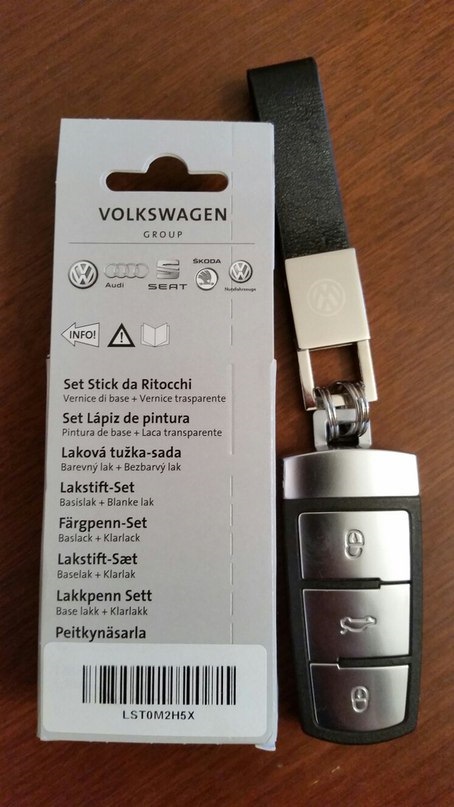 VOLKSWAGEN
GROUP
Audi
SEAT
ŠKODA
Nutzfahrzeuge
INFO!
Set Stick da Ritocchi
Vernice di base + Vernice trasparente
Set Lápiz de pintura
Pintura de base + Laca transparente
Laková tužka-sada
Barevný lak + Bezbarvý lak
Lakstift-Set
Basislak + Blanke lak
Färgpenn-Set
Baslack + Klarlack
Lakstift-Sæt
Baselak + Klarlak
Lakkpenn Sett
Base lakk + Klarlakk
Peitkynäsarla
LST0M2H5X